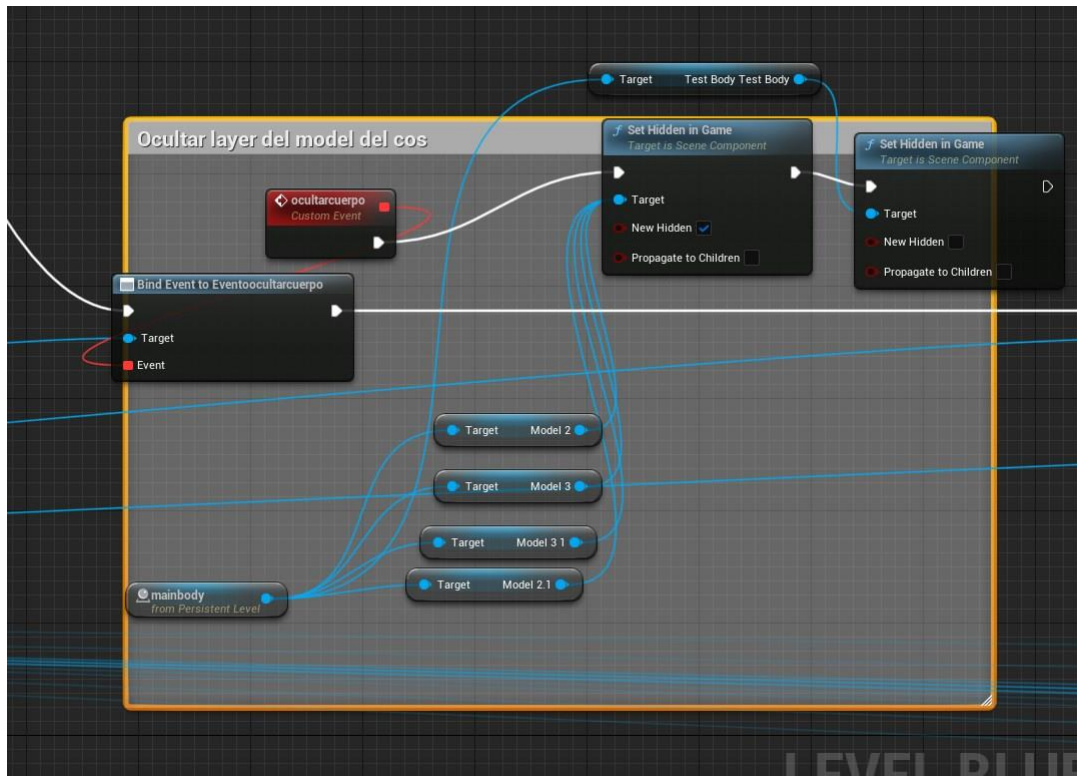 Target Test Body Test Body
Ocultar layer del model del cos
Set Hidden in Game
Target is Scene Component
Target
New Hidden
Propagate to Children
Set Hidden in Game
Target is Scene Component
Target
New Hidden
Propagate to Children
ocultarcuerpo
Custom Event
Bind Event to Eventoocultarcuerpo
Target
Event
Target Model 2
Target Model 3
Target Model 3 1
Target Model 2.1
mainbody
from Persistent Level
LEVEL BLUE